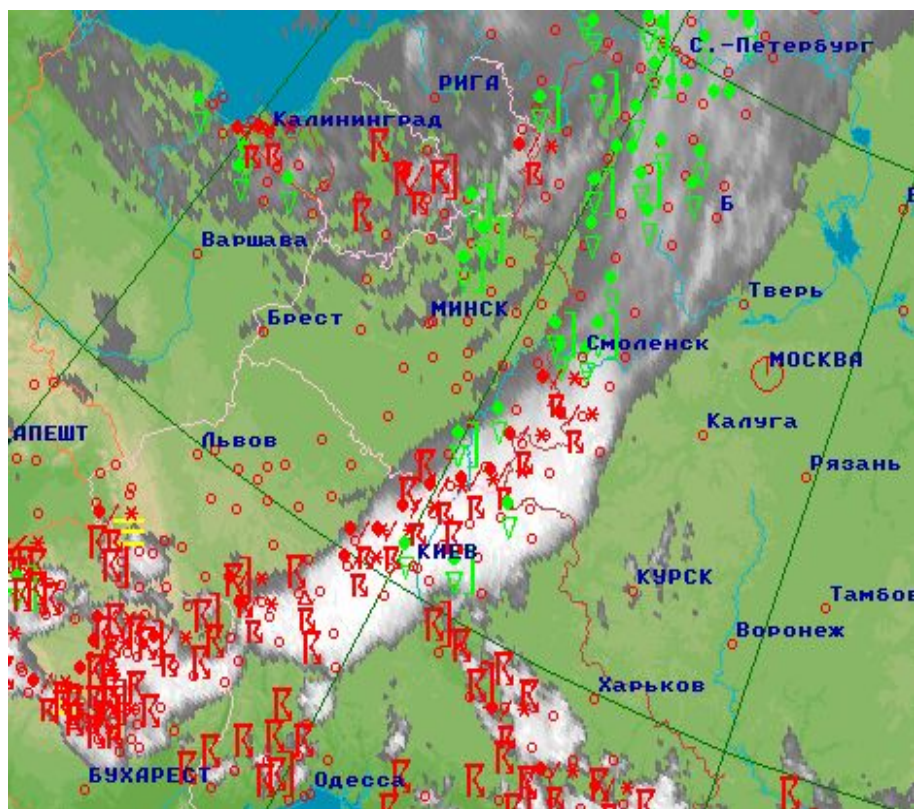 С.-Петербург
РИГА
Калининград
Б
Варшава
Тверь
Брест
МИНСК
Смоленск
МОСКВА
Калуга
АПЕШТ
Львов
Рязань
КИЕВ
КУРСК
Тамбов
Воронеж
Харьков
БУХАРЕСТ
Одесса